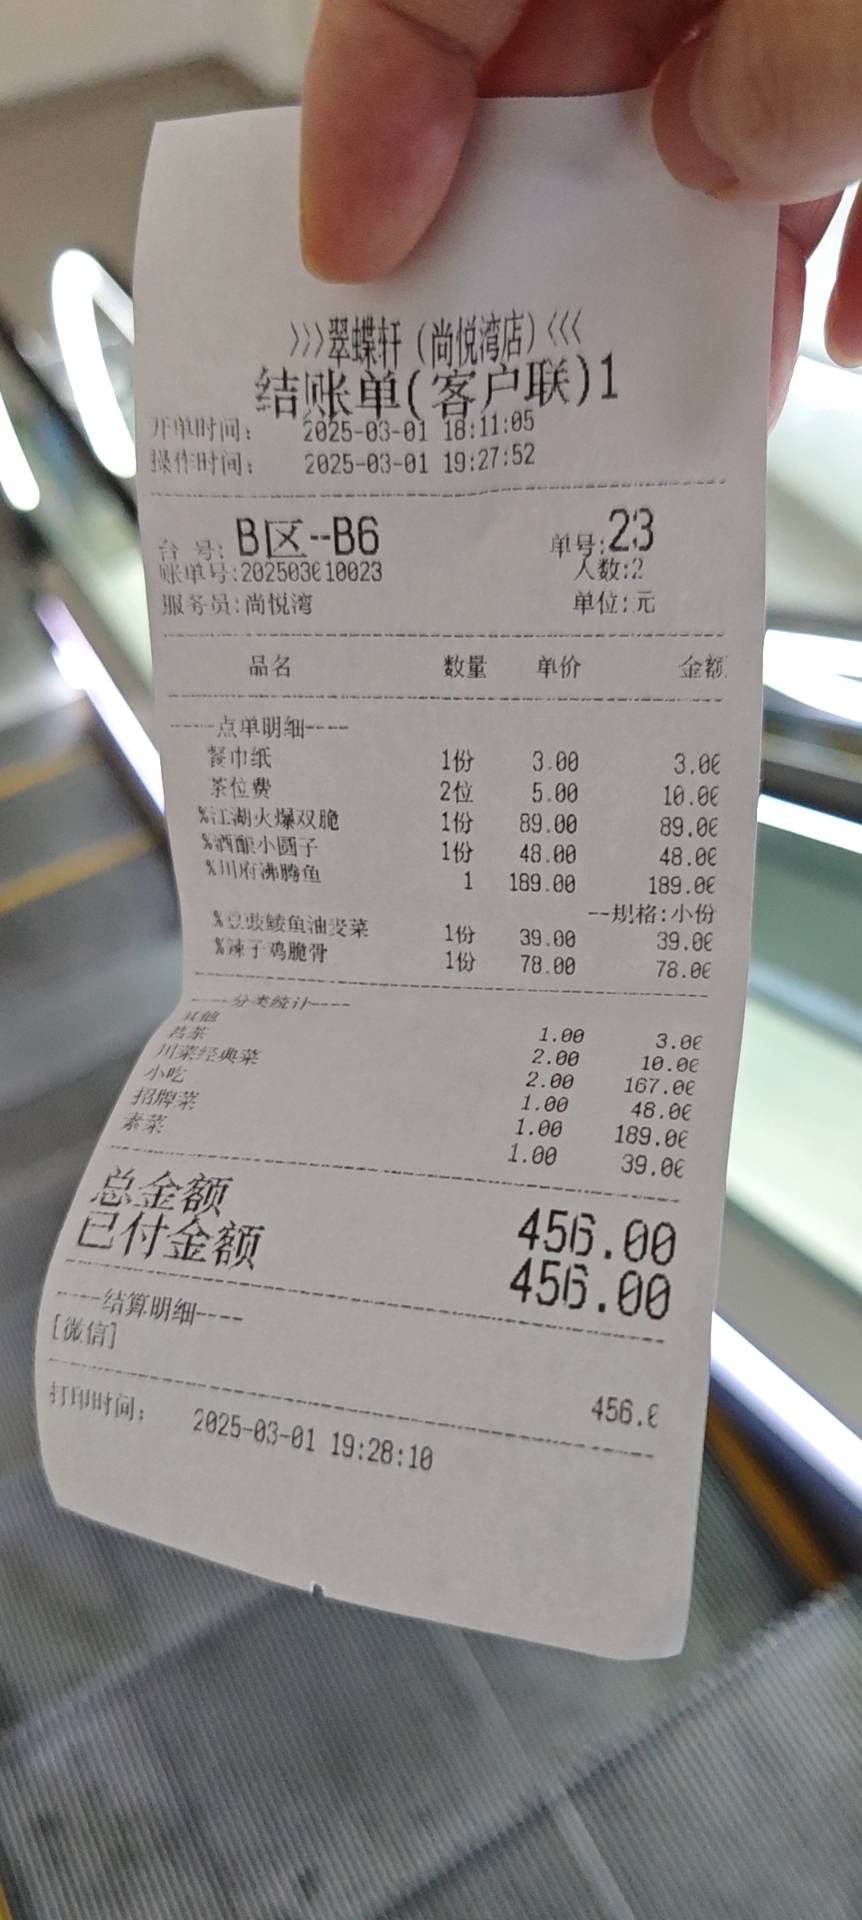 >>>翠蝶轩（尚悦湾店）<<<
结账单(客户联)1
开单时间： 2025-03-01 18:11:05
操作时间： 2025-03-01 19:27:52
台 号: B区--B6 单号:23
账单号:202503010023 人数:2
服务员:尚悦湾 单位:元
品名 数量 单价 金额
-----点单明细----
餐巾纸 1份 3.00 3.00
茶位费 2位 5.00 10.00
%江湖火爆双脆 1份 89.00 89.00
%酒酿小圆子 1份 48.00 48.00
%川府沸腾鱼 1 189.00 189.00
--规格:小份
%豆豉鲮鱼油麦菜 1份 39.00 39.00
%辣子鸡脆骨 1份 78.00 78.00
-----分类统计----
其他 1.00 3.00
茗茶 2.00 10.00
川菜经典菜 2.00 167.00
小吃 1.00 48.00
招牌菜 1.00 189.00
素菜 1.00 39.00
总金额 456.00
已付金额 456.00
-----结算明细----
[微信] 456.0
打印时间： 2025-03-01 19:28:10